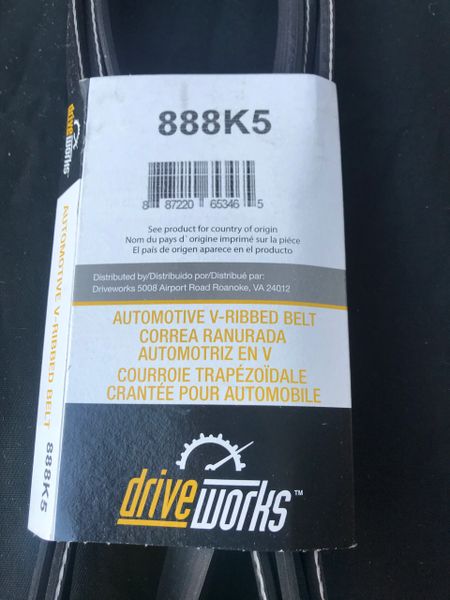 888K5
8 87220 65346 5
See product for country of origin
Nom du pays d' origine imprimé sur la pièce
El país de origen aparece en el producto
Distributed by/Distribuido por/Distribué par:
Driveworks 5008 Airport Road Roanoke, VA 24012
AUTOMOTIVE V-RIBBED BELT
CORREA RANURADA
AUTOMOTRIZ EN V
COURROIE TRAPÉZOÏDALE
CRANTÉE POUR AUTOMOBILE
driveworks™
driveworks
AUTOMOTIVE V-RIBBED BELT 888K5